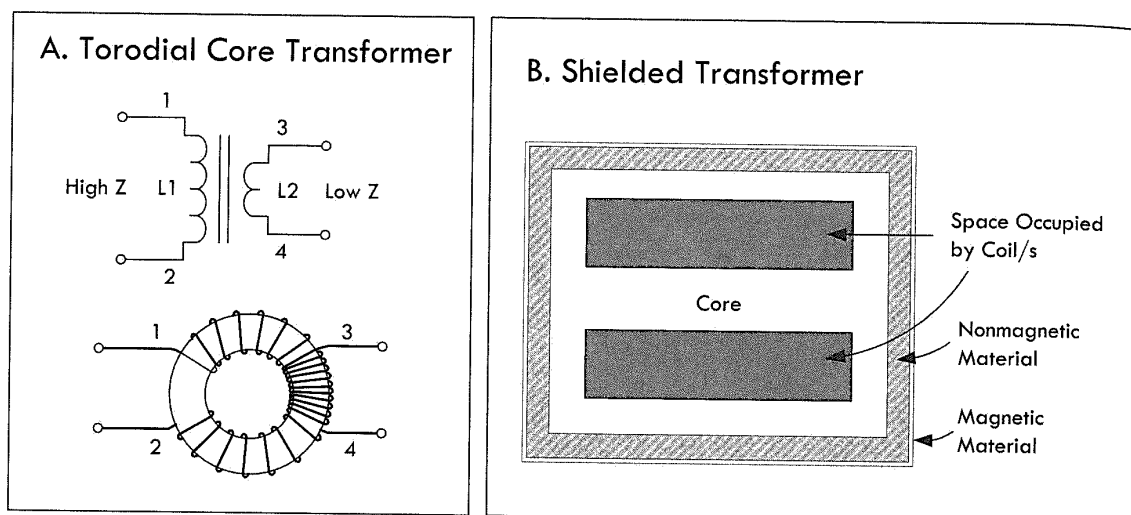 A. Torodial Core Transformer
1
3
High Z
L1
L2
Low Z
2
4
1
3
2
4
B. Shielded Transformer
Space Occupied
by Coil/s
Core
Nonmagnetic
Material
Magnetic
Material